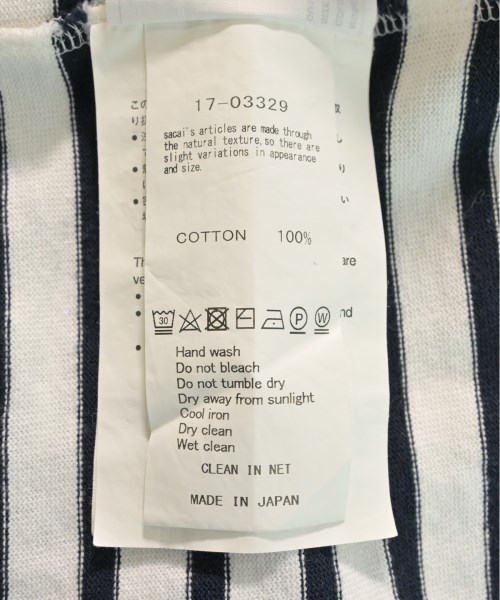 17-03329
sacai's articles are made through
the natural texture, so there are
slight variations in appearance
and size.
COTTON 100%
30
P
W
Hand wash
Do not bleach
Do not tumble dry
Dry away from sunlight
Cool iron
Dry clean
Wet clean
CLEAN IN NET
MADE IN JAPAN